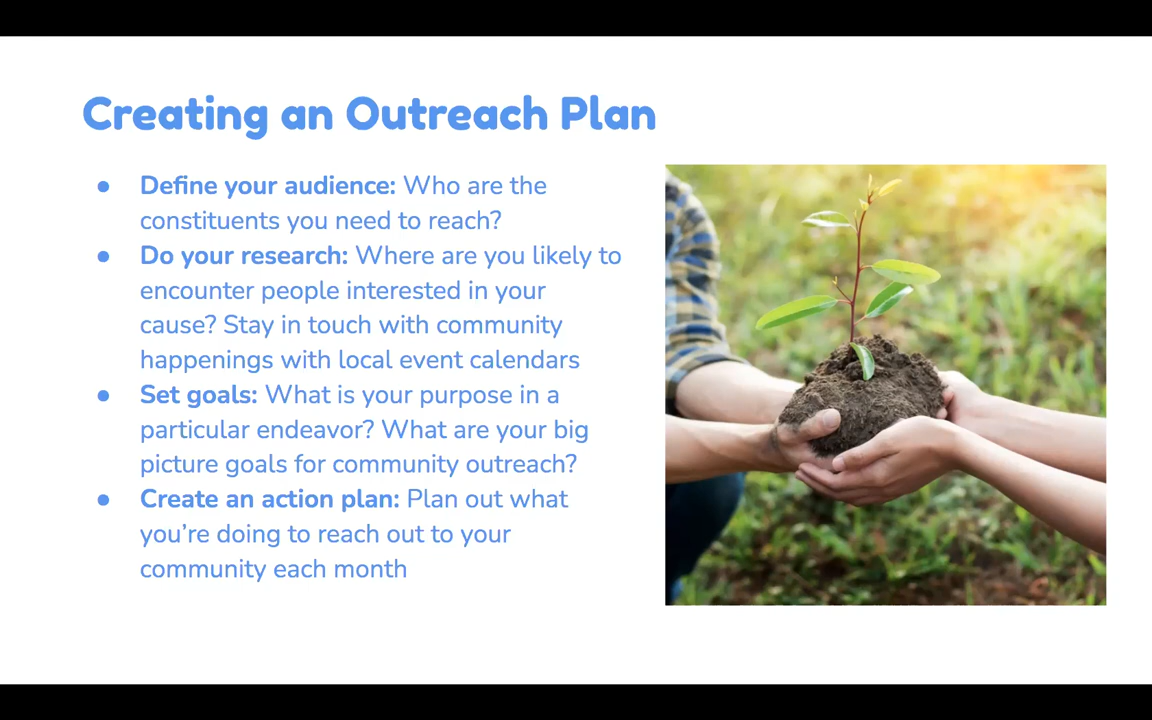 Creating an Outreach Plan
● Define your audience: Who are the
constituents you need to reach?
● Do your research: Where are you likely to
encounter people interested in your
cause? Stay in touch with community
happenings with local event calendars
● Set goals: What is your purpose in a
particular endeavor? What are your big
picture goals for community outreach?
● Create an action plan: Plan out what
you’re doing to reach out to your
community each month